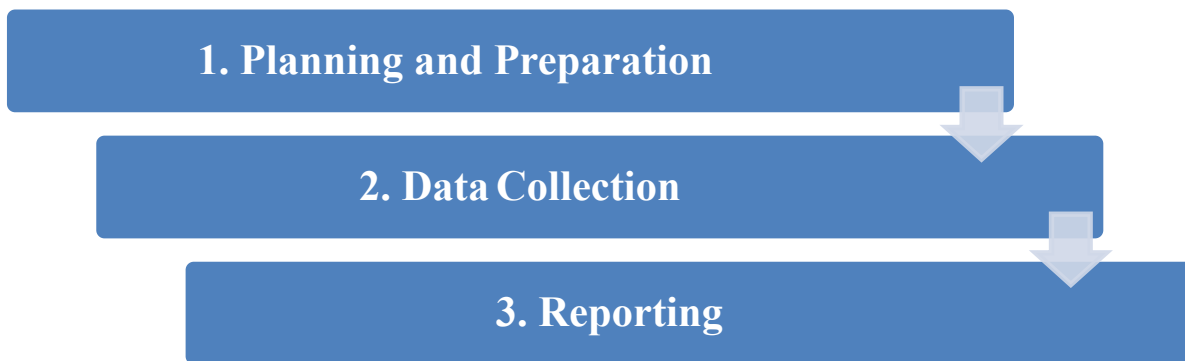 1. Planning and Preparation
2. Data Collection
3. Reporting